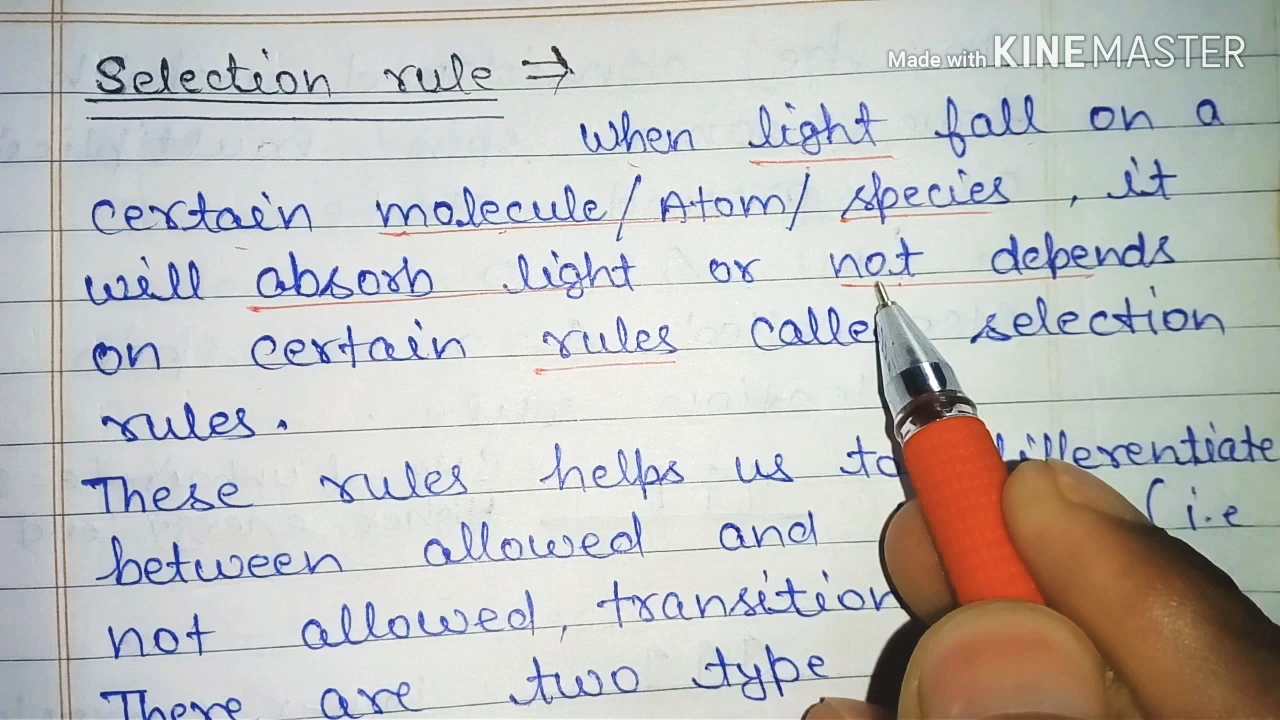 Made with KINEMASTER
Selection rule ⇒
When light fall on a
certain molecule/Atom/species, it
will absorb light or not depends
on certain rules calle selection
rules.
These rules helps us to differentiate
between allowed and (i.e
not allowed, transition
There are two type